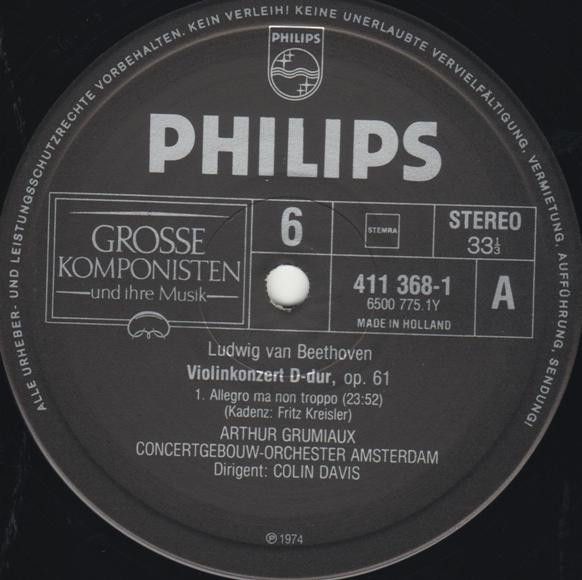 ALLE URHEBER- UND LEISTUNGSSCHUTZRECHTE VORBEHALTEN. KEIN VERLEIH! KEINE UNERLAUBTE VERVIELFÄLTIGUNG, VERMIETUNG, AUFFÜHRUNG, SENDUNG!
PHILIPS
PHILIPS
GROSSE
KOMPONISTEN
und ihre Musik
6
STEMRA
STEREO
33⅓
411 368-1
6500 775.1Y
MADE IN HOLLAND
A
Ludwig van Beethoven
Violinkonzert D-dur, op. 61
1. Allegro ma non troppo (23:52)
(Kadenz: Fritz Kreisler)
ARTHUR GRUMIAUX
CONCERTGEBOUW-ORCHESTER AMSTERDAM
Dirigent: COLIN DAVIS
℗ 1974